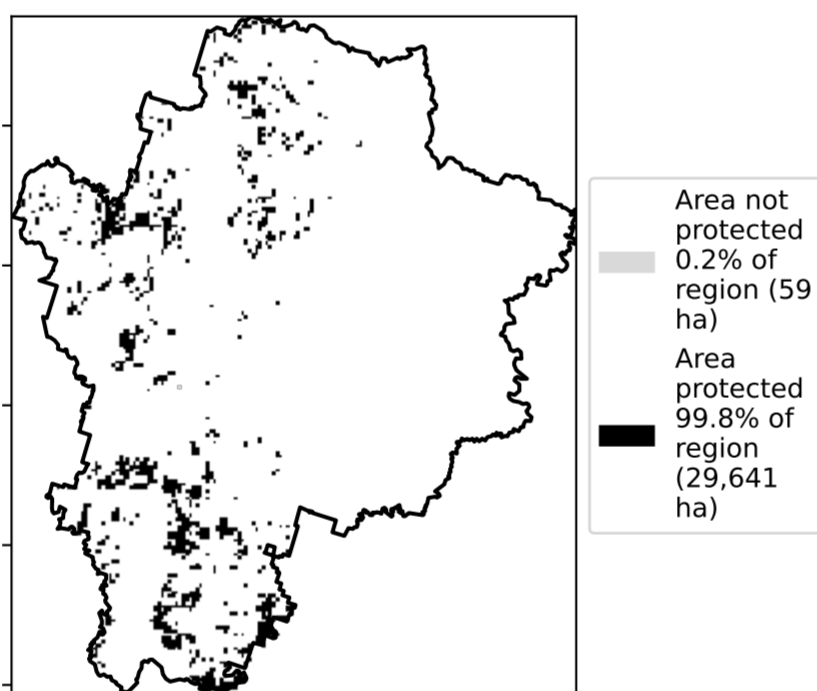 Area not
protected
0.2% of
region (59
ha)
Area
protected
99.8% of
region
(29,641
ha)